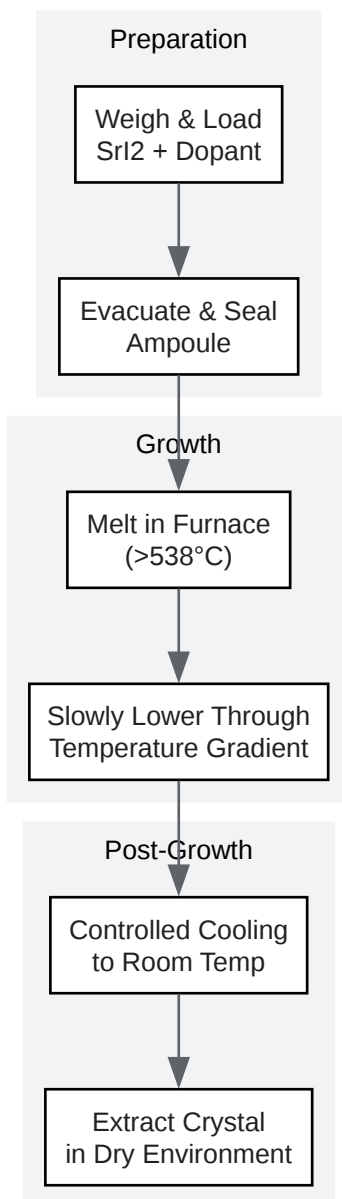 Preparation
Weigh & Load
SrI2 + Dopant
Evacuate & Seal
Ampoule
Growth
Melt in Furnace
(>538°C)
Slowly Lower Through
Temperature Gradient
Post-Growth
Controlled Cooling
to Room Temp
Extract Crystal
in Dry Environment